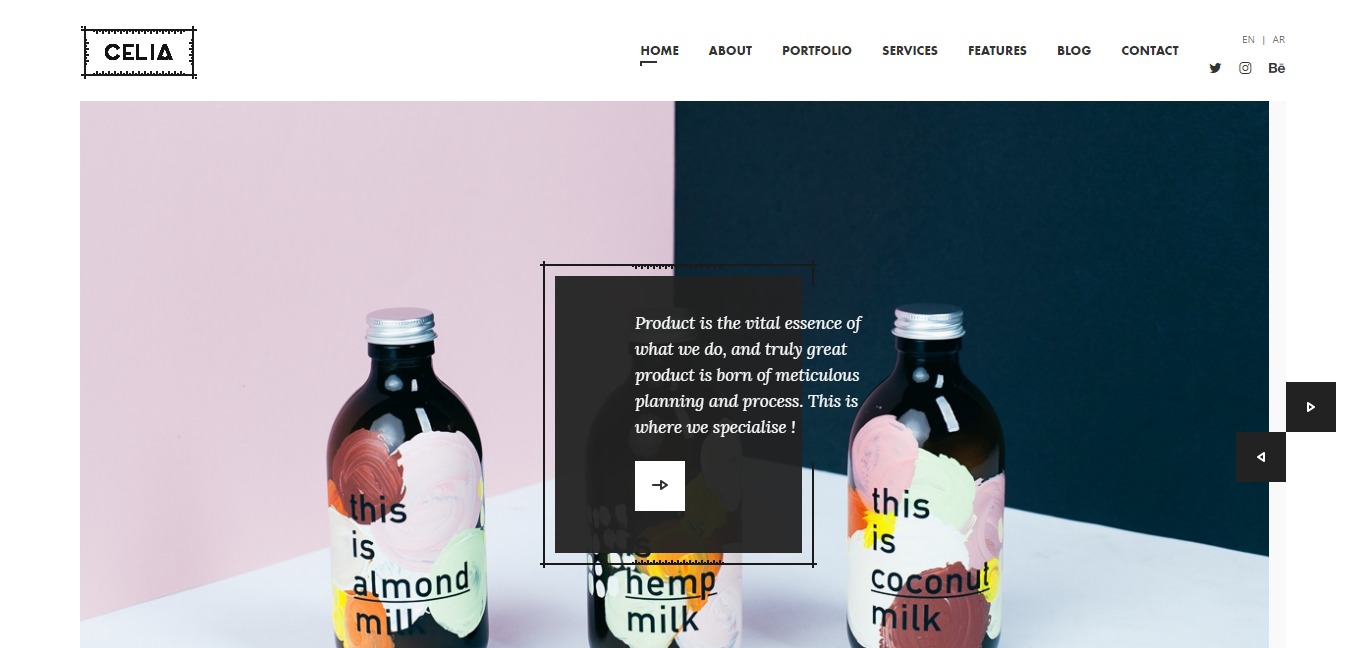 CELIA
HOME ABOUT PORTFOLIO SERVICES FEATURES BLOG CONTACT
EN | AR
Bē
Product is the vital essence of
what we do, and truly great
product is born of meticulous
planning and process. This is
where we specialise !
this
is
almond
milk
is
hemp
milk
this
is
coconut
milk